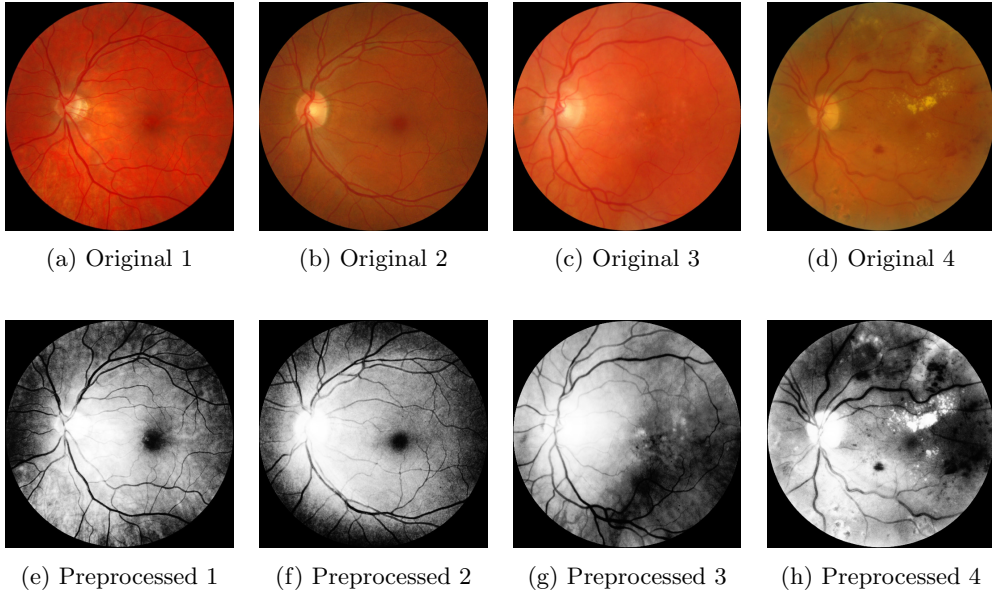 (a) Original 1
(b) Original 2
(c) Original 3
(d) Original 4
(e) Preprocessed 1
(f) Preprocessed 2
(g) Preprocessed 3
(h) Preprocessed 4